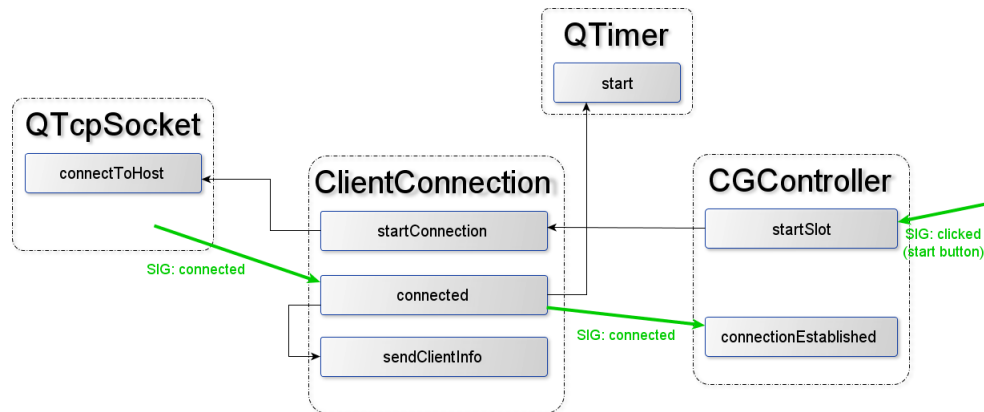 QTimer
start
QTcpSocket
connectToHost
ClientConnection
startConnection
connected
sendClientInfo
CGController
startSlot
connectionEstablished
SIG: clicked
(start button)
SIG: connected
SIG: connected